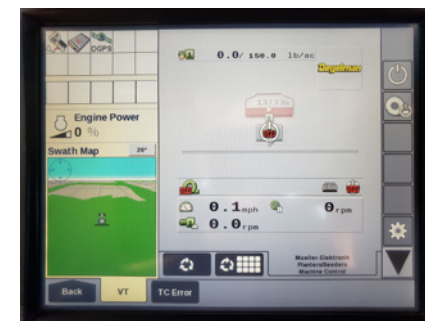 DGPS
0.0/ 150.0 lb/ac
Degelman
Engine Power
0 %
Swath Map 20°
0.1 mph 0 rpm
0.0 rpm
Mueller-Elektronik
Planters/Seeders
Machine Control
Back VT TC Error